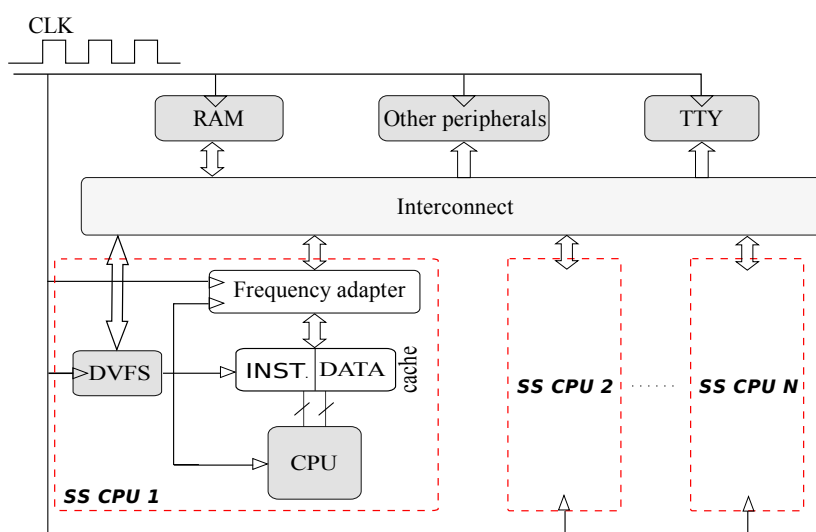 CLK
RAM
Other peripherals
TTY
Interconnect
Frequency adapter
DVFS
INST.
DATA
cache
CPU
SS CPU 1
SS CPU 2
......
SS CPU N